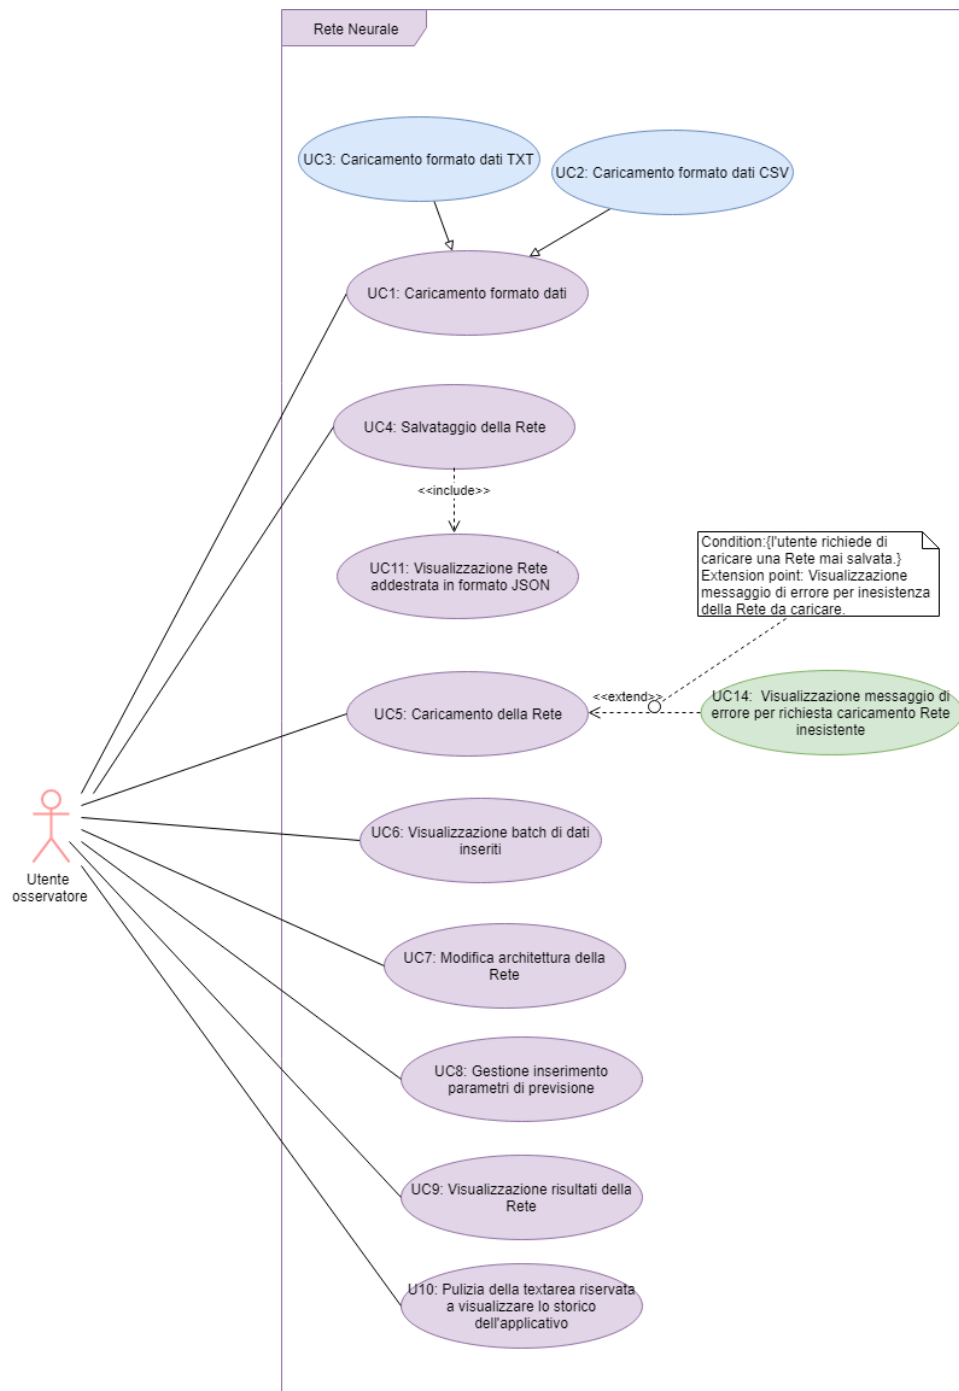 Rete Neurale
UC3: Caricamento formato dati TXT
UC2: Caricamento formato dati CSV
UC1: Caricamento formato dati
UC4: Salvataggio della Rete
<<include>>
UC11: Visualizzazione Rete
addestrata in formato JSON
Condition:{l'utente richiede di
caricare una Rete mai salvata.}
Extension point: Visualizzazione
messaggio di errore per inesistenza
della Rete da caricare.
<<extend>>
UC5: Caricamento della Rete
UC14:  Visualizzazione messaggio di
errore per richiesta caricamento Rete
inesistente
UC6: Visualizzazione batch di dati
inseriti
Utente
osservatore
UC7: Modifica architettura della
Rete
UC8: Gestione inserimento
parametri di previsione
UC9: Visualizzazione risultati della
Rete
U10: Pulizia della textarea riservata
a visualizzare lo storico
dell'applicativo